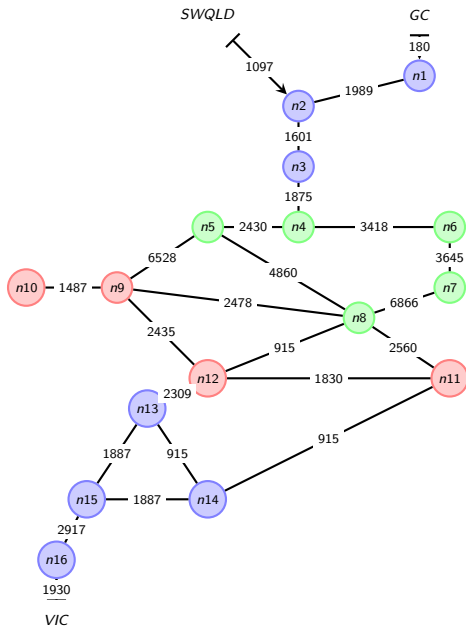 SWQLD
GC
180
1097
n1
1989
n2
1601
n3
1875
n5
2430
n4
3418
n6
6528
4860
3645
n10
1487
n9
2478
6866
n7
n8
2435
915
2560
n12
1830
n11
2309
n13
1887
915
915
n15
1887
n14
2917
n16
1930
VIC